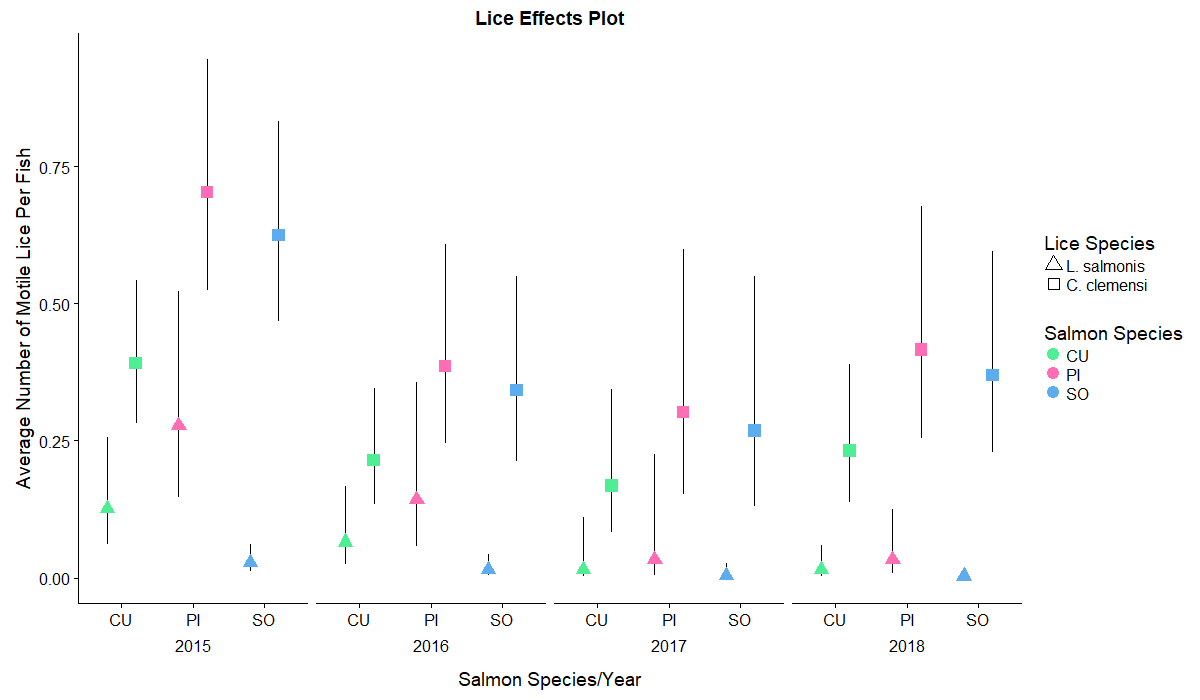 Lice Effects Plot
Average Number of Motile Lice Per Fish
0.75
0.50
0.25
0.00
CU PI SO CU PI SO CU PI SO CU PI SO
2015 2016 2017 2018
Salmon Species/Year
Lice Species
L. salmonis
C. clemensi
Salmon Species
CU
PI
SO